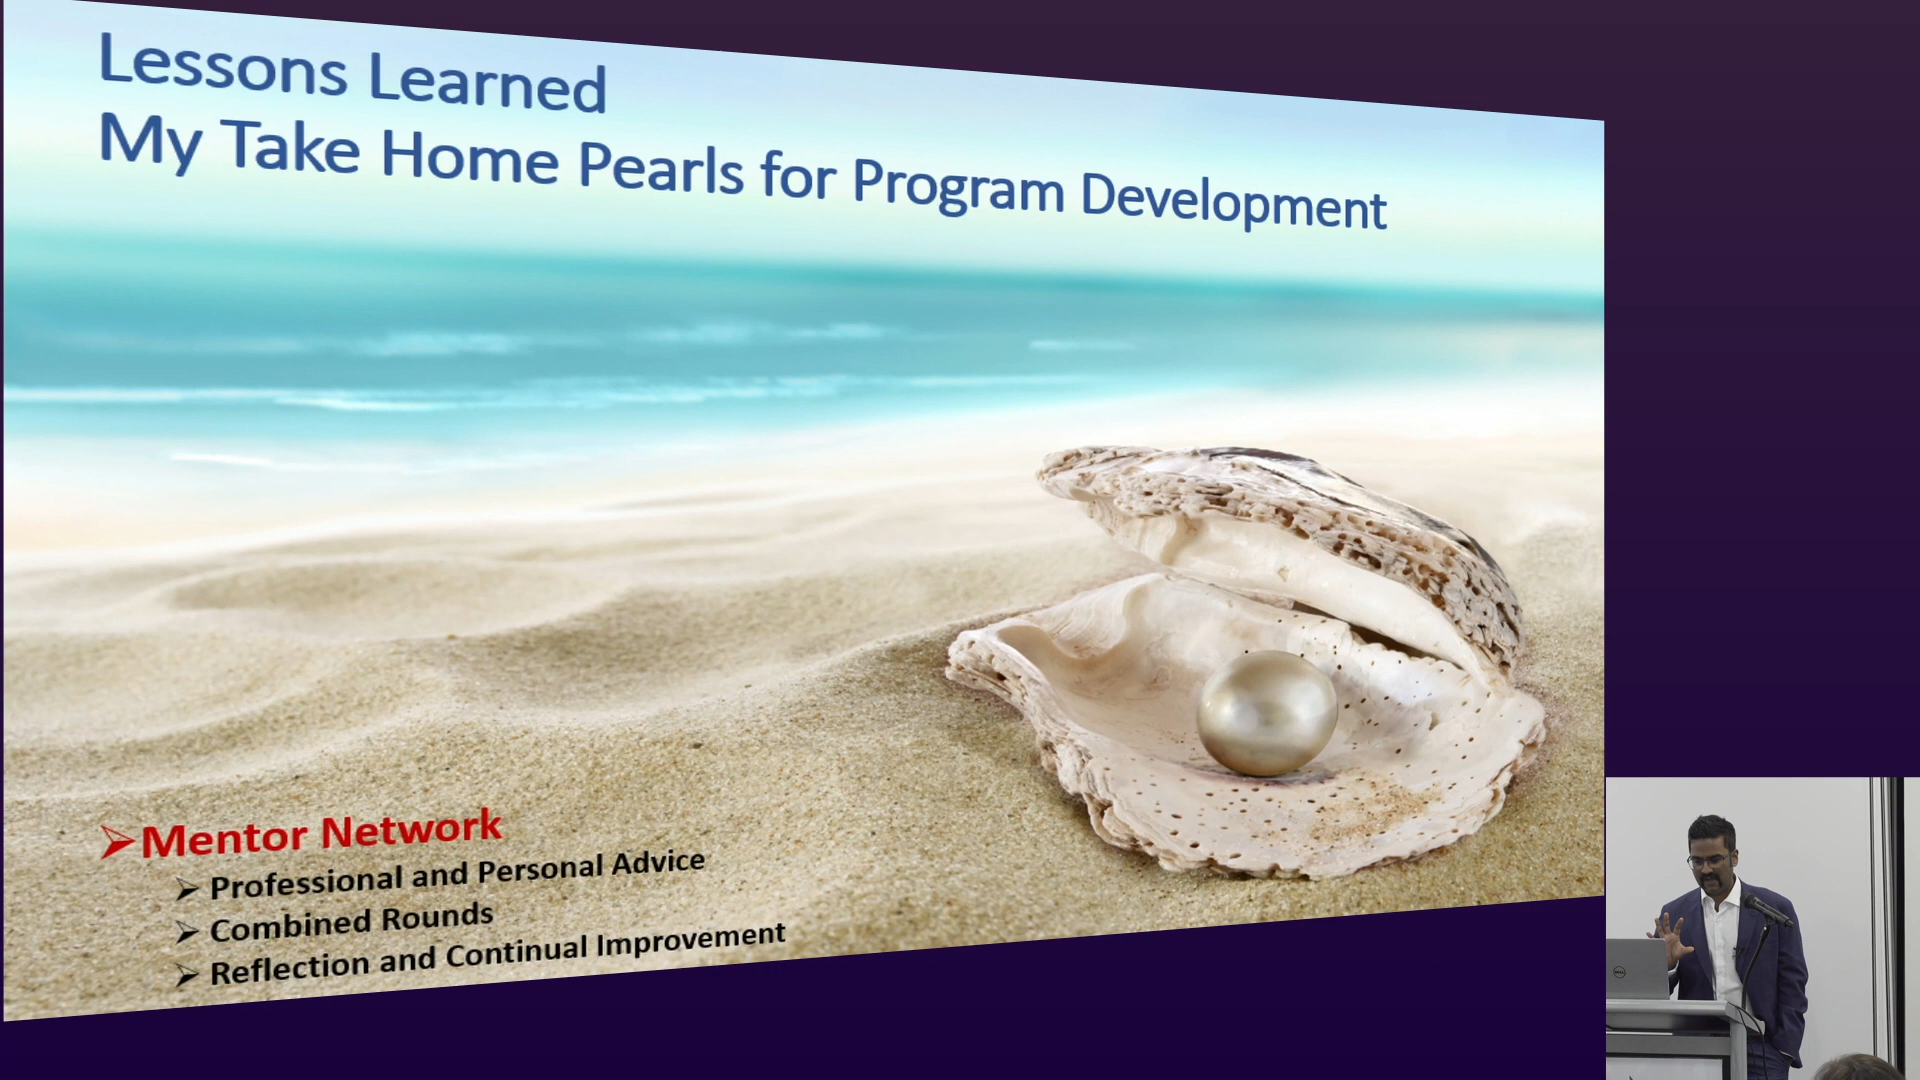 Lessons Learned
My Take Home Pearls for Program Development
➢Mentor Network
➢ Professional and Personal Advice
➢ Combined Rounds
➢ Reflection and Continual Improvement
DELL